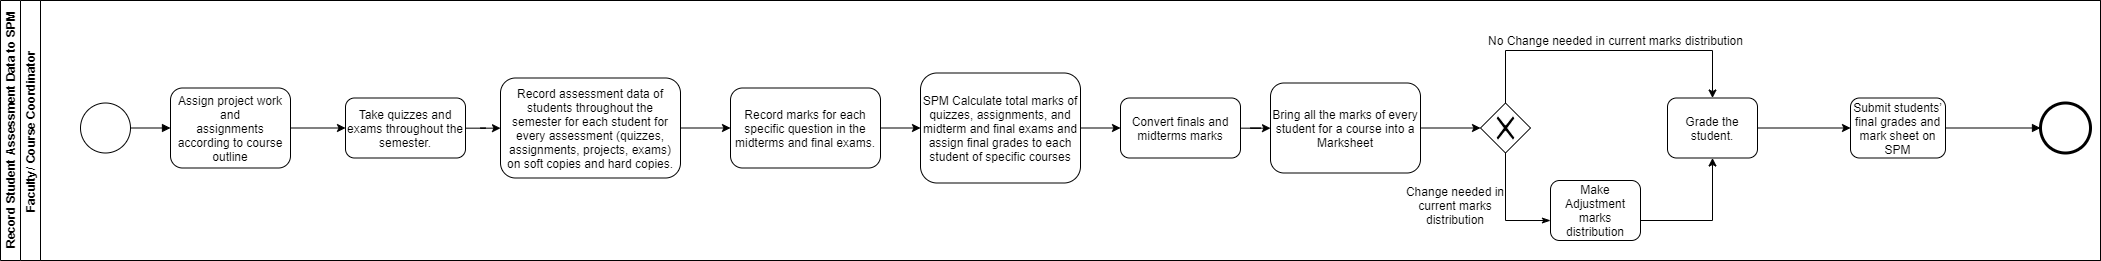 Record Student Assessment Data to SPM
Faculty/ Course Coordinator
Assign project work
and
assignments
according to course
outline
Take quizzes and
exams throughout the
semester.
Record assessment data of
students throughout the
semester for each student for
every assessment (quizzes,
assignments, projects, exams)
on soft copies and hard copies.
Record marks for each
specific question in the
midterms and final exams.
SPM Calculate total marks of
quizzes, assignments, and
midterm and final exams and
assign final grades to each
student of specific courses
Convert finals and
midterms marks
Bring all the marks of every
student for a course into a
Marksheet
No Change needed in current marks distribution
Change needed in
current marks
distribution
Make
Adjustment
marks
distribution
Grade the
student.
Submit students'
final grades and
mark sheet on
SPM